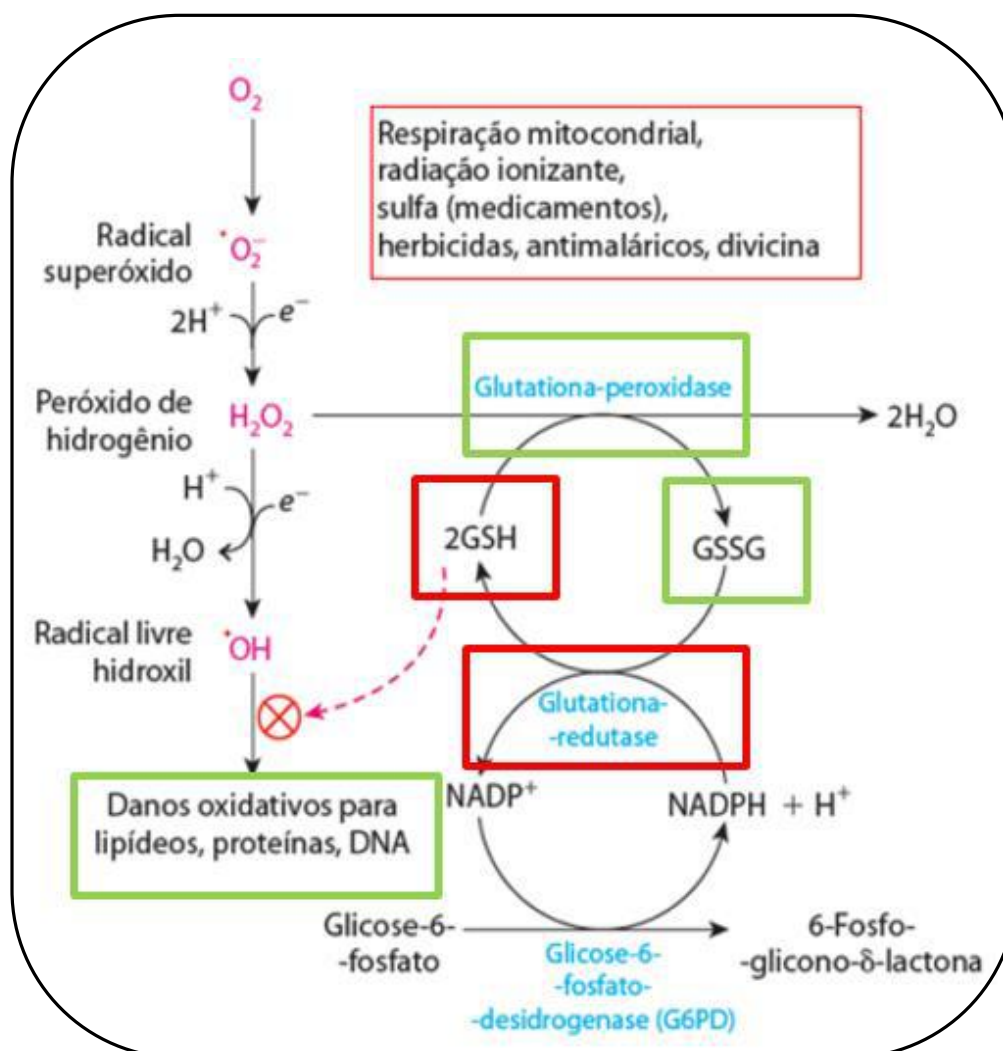 O₂
Respiração mitocondrial,
radiação ionizante,
sulfa (medicamentos),
herbicidas, antimaláricos, divicina
Radical
superóxido
•O₂⁻
2H⁺
e⁻
Peróxido de
hidrogênio
H₂O₂
Glutationa-peroxidase
2H₂O
H⁺
e⁻
H₂O
2GSH
GSSG
Radical livre
hidroxil
•OH
Glutationa-
-redutase
Danos oxidativos para
lipídeos, proteínas, DNA
NADP⁺
NADPH + H⁺
Glicose-6-
-fosfato
Glicose-6-
-fosfato-
-desidrogenase (G6PD)
6-Fosfo-
-glicono-δ-lactona